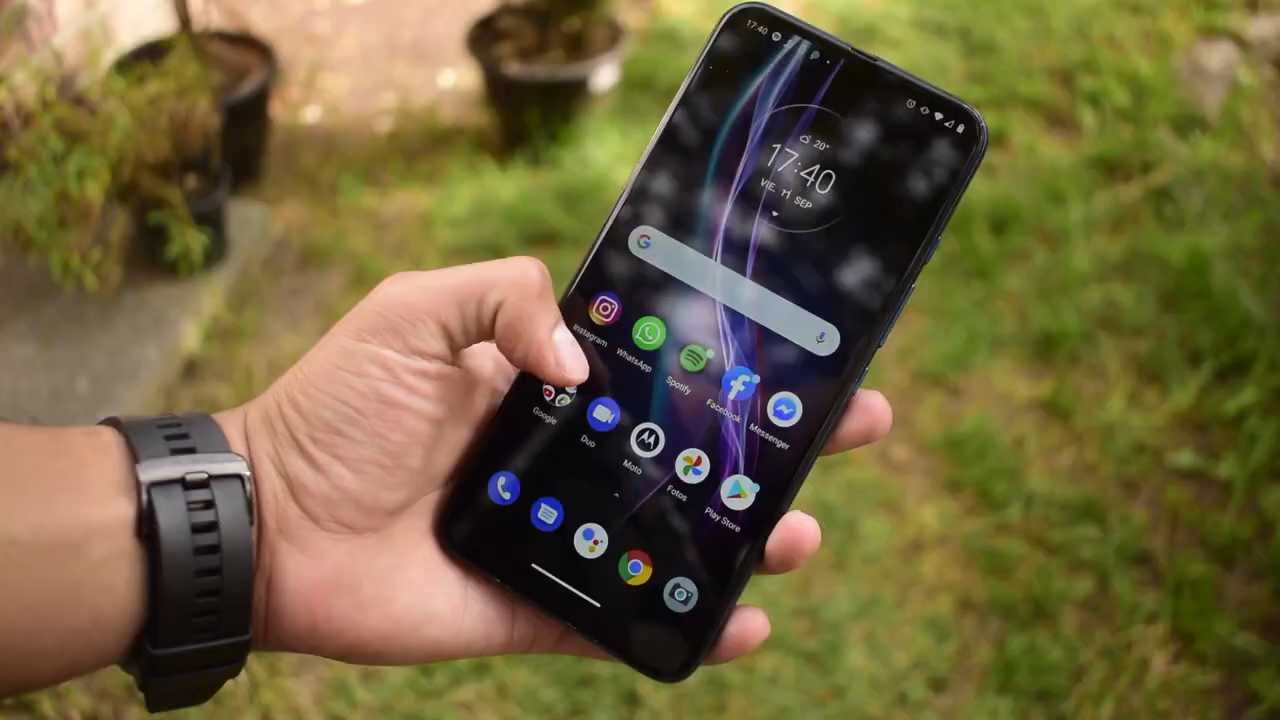 17:40
20°
17:40
VIE. 11 SEP
Instagram
WhatsApp
Spotify
Facebook
Messenger
Google
Duo
Moto
Fotos
Play Store